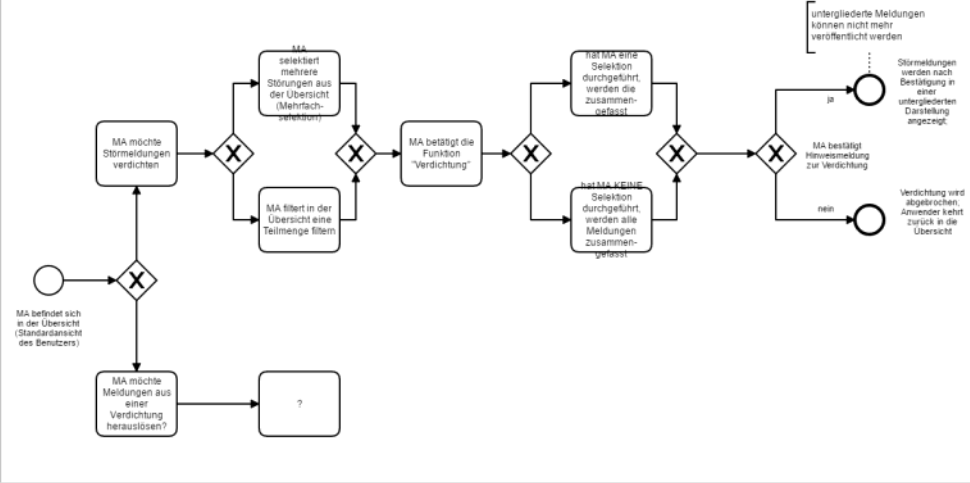 untergliederte Meldungen
können nicht mehr
veröffentlicht werden
Störmeldungen
werden nach
Bestätigung in
einer
untergliederten
Darstellung
angezeigt;
MA
selektiert
mehrere
Störungen aus
der Übersicht
(Mehrfach-
selektion)
hat MA eine
Selektion
durchgeführt,
werden die
zusammen-
gefasst
ja
MA möchte
Störmeldungen
verdichten
X
X
MA betätigt die
Funktion
"Verdichtung"
X
X
X
MA bestätigt
Hinweismeldung
zur Verdichtung
MA filtert in der
Übersicht eine
Teilmenge filtern
hat MA KEINE
Selektion
durchgeführt,
werden alle
Meldungen
zusammen-
gefasst
nein
Verdichtung wird
abgebrochen;
Anwender kehrt
zurück in die
Übersicht
X
MA befindet sich
in der Übersicht
(Standardansicht
des Benutzers)
MA möchte
Meldungen aus
einer
Verdichtung
herauslösen?
?